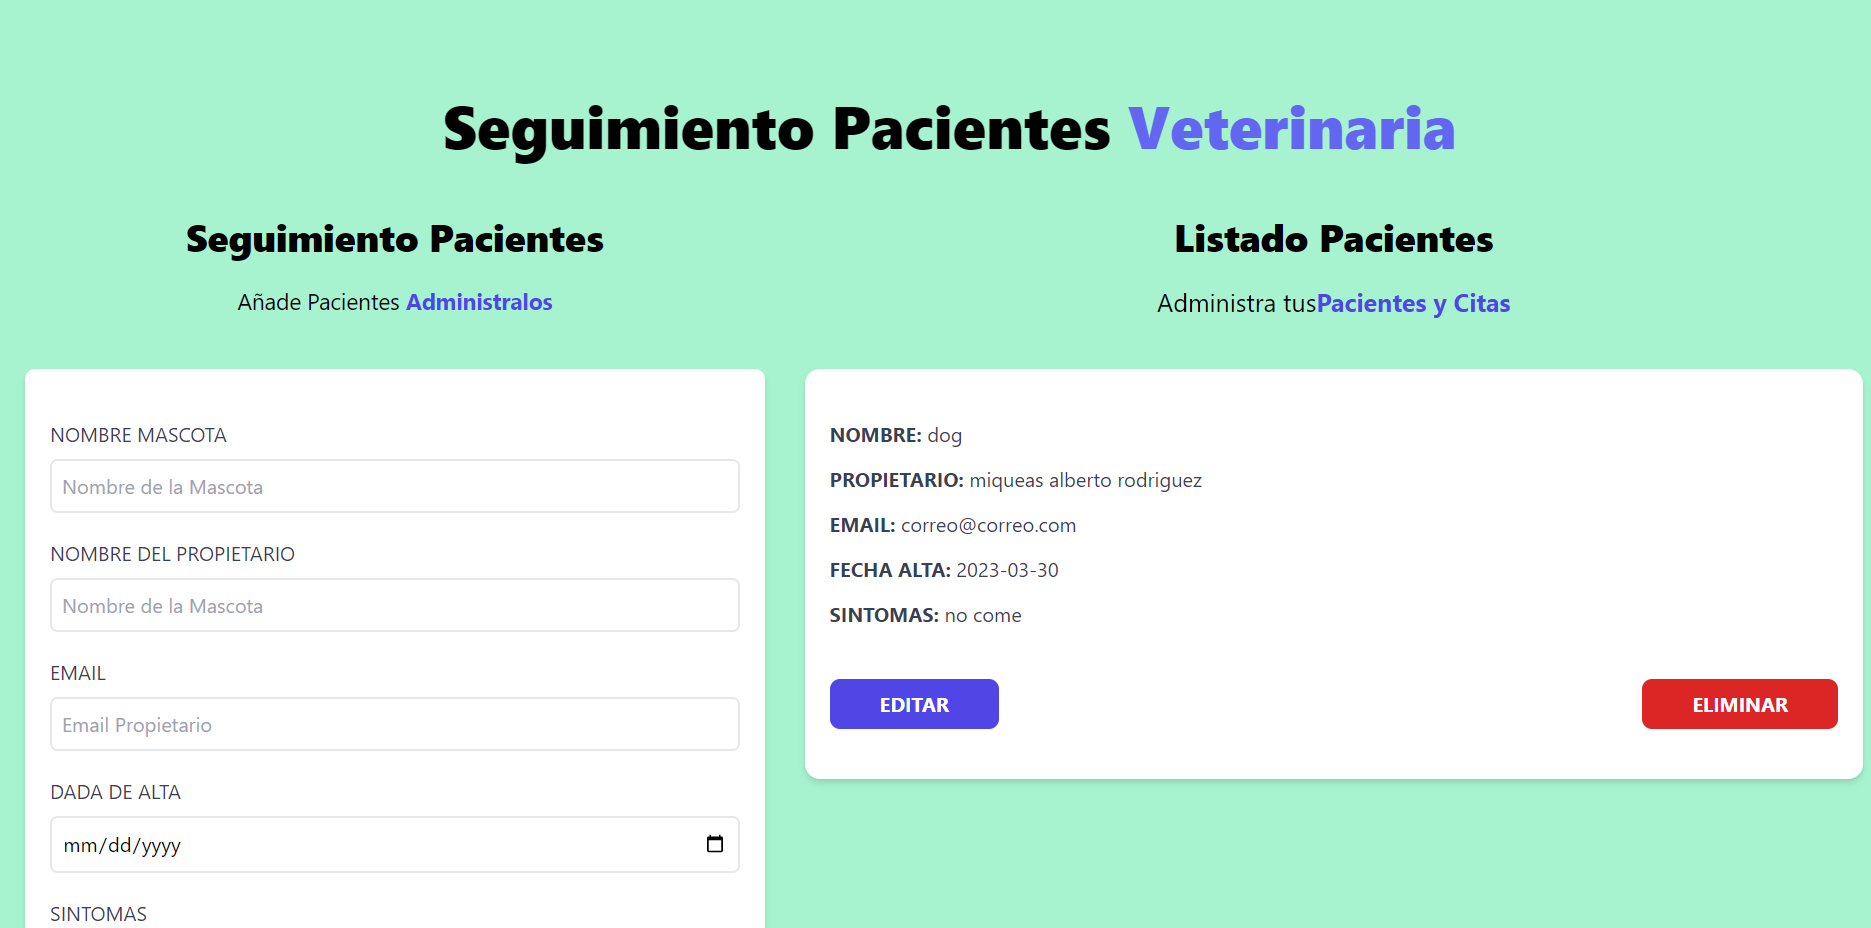 Seguimiento Pacientes Veterinaria
Seguimiento Pacientes
Añade Pacientes Administralos
NOMBRE MASCOTA
Nombre de la Mascota
NOMBRE DEL PROPIETARIO
Nombre de la Mascota
EMAIL
Email Propietario
DADA DE ALTA
mm/dd/yyyy
SINTOMAS
Listado Pacientes
Administra tusPacientes y Citas
NOMBRE: dog
PROPIETARIO: miqueas alberto rodriguez
EMAIL: correo@correo.com
FECHA ALTA: 2023-03-30
SINTOMAS: no come
EDITAR
ELIMINAR